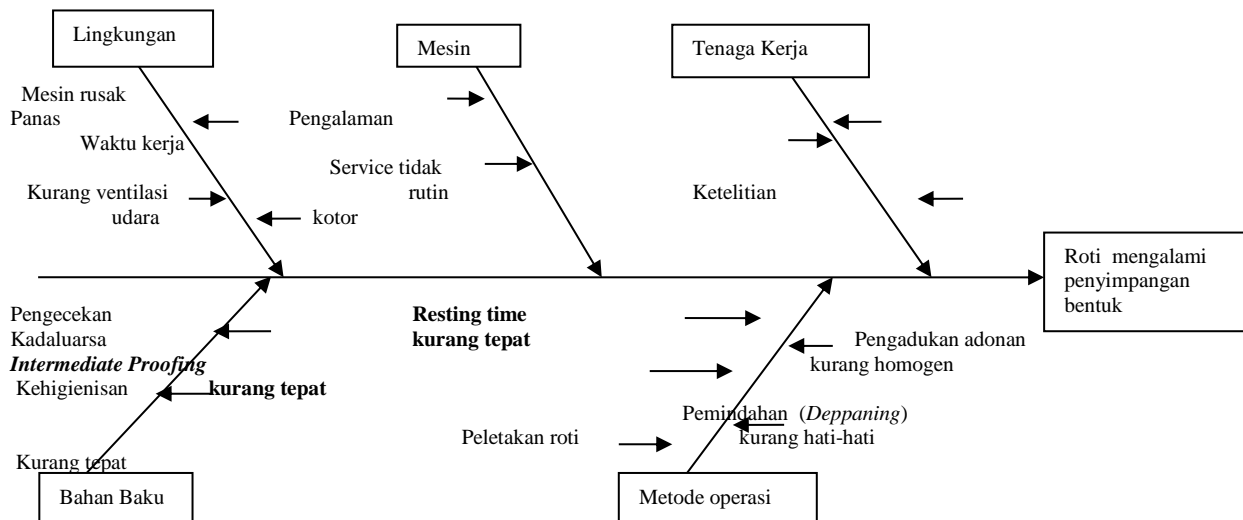 Lingkungan
Mesin
Tenaga Kerja
Mesin rusak
Panas
Pengalaman
Waktu kerja
Service tidak
rutin
Kurang ventilasi
udara
Ketelitian
kotor
Roti mengalami
penyimpangan
bentuk
Pengecekan
Kadaluarsa
Intermediate Proofing
Kehigienisan
kurang tepat
Resting time
kurang tepat
Pengadukan adonan
kurang homogen
Pemindahan (Deppaning)
kurang hati-hati
Peletakan roti
Kurang tepat
Bahan Baku
Metode operasi